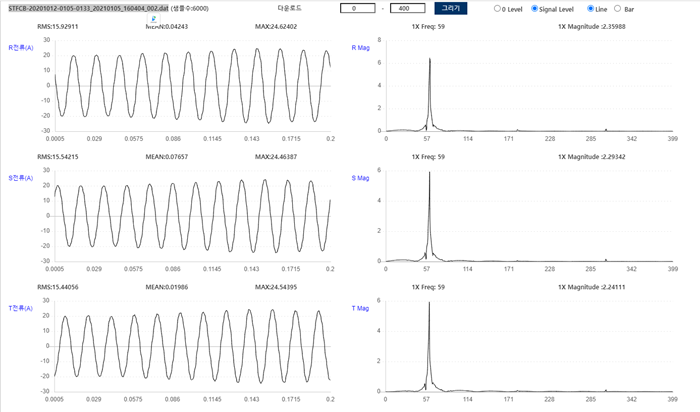 STFCB-20201012-0105-0133_20210105_160404_002.dat (샘플수:6000) 다운로드 0 - 400 그리기 0 Level Signal Level Line Bar
RMS:15.92911 MEAN:0.04243 MAX:24.62402 1X Freq: 59 1X Magnitude :2.35988
R전류(A) 30 20 10 0 -10 -20 -30
0.0005 0.029 0.0575 0.086 0.1145 0.143 0.1715 0.2
R Mag 8 6 4 2 0
0 57 114 171 228 285 342 399
RMS:15.54215 MEAN:0.07657 MAX:24.46387 1X Freq: 59 1X Magnitude :2.29342
S전류(A) 30 20 10 0 -10 -20 -30
0.0005 0.029 0.0575 0.086 0.1145 0.143 0.1715 0.2
S Mag 6 4 2 0
0 57 114 171 228 285 342 399
RMS:15.44056 MEAN:0.01986 MAX:24.54395 1X Freq: 59 1X Magnitude :2.24111
T전류(A) 30 20 10 0 -10 -20 -30
0.0005 0.029 0.0575 0.086 0.1145 0.143 0.1715 0.2
T Mag 6 4 2 0
0 57 114 171 228 285 342 399